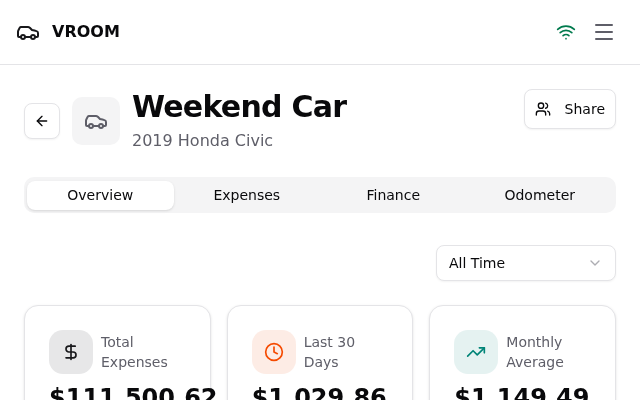 VROOM
Weekend Car
2019 Honda Civic
Share
Overview
Expenses
Finance
Odometer
All Time
Total
Expenses
$111,500.62
Last 30
Days
$1,029.86
Monthly
Average
$1,149.49